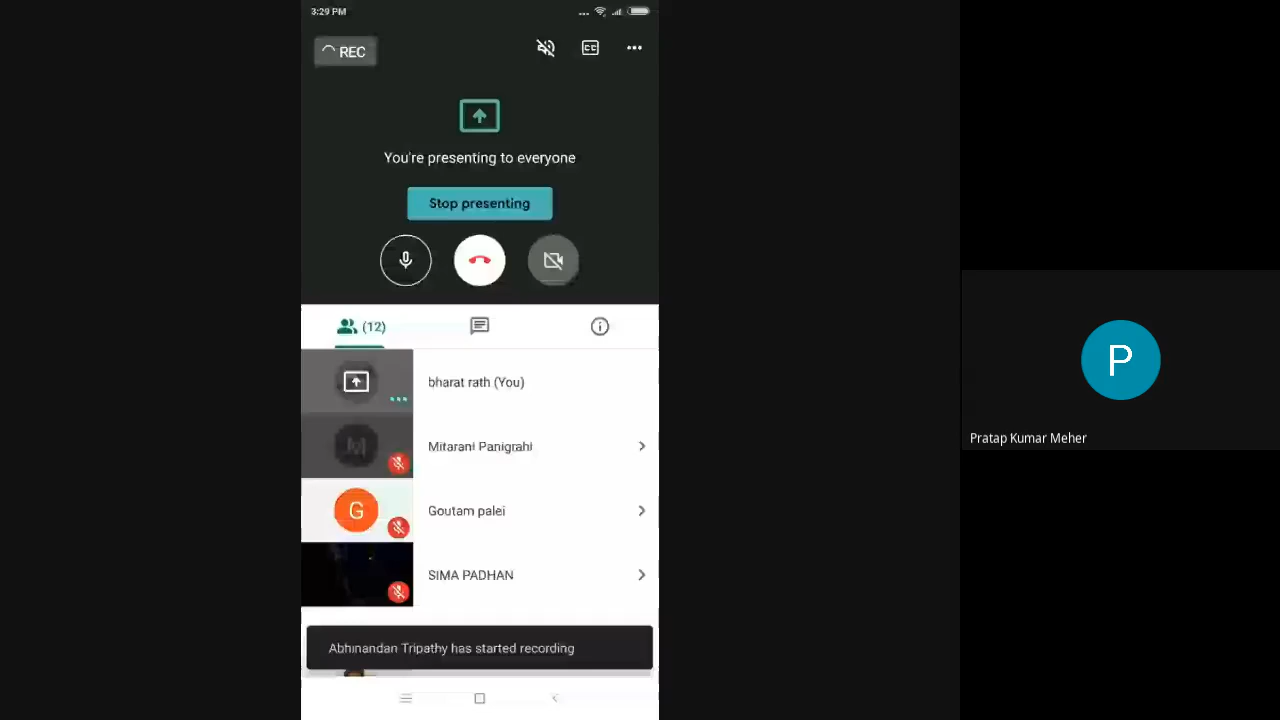 3:29 PM
REC
CC
You're presenting to everyone
Stop presenting
(12)
bharat rath (You)
M
Mitarani Panigrahi
G
Goutam palei
SIMA PADHAN
Abhinandan Tripathy has started recording
P
Pratap Kumar Meher